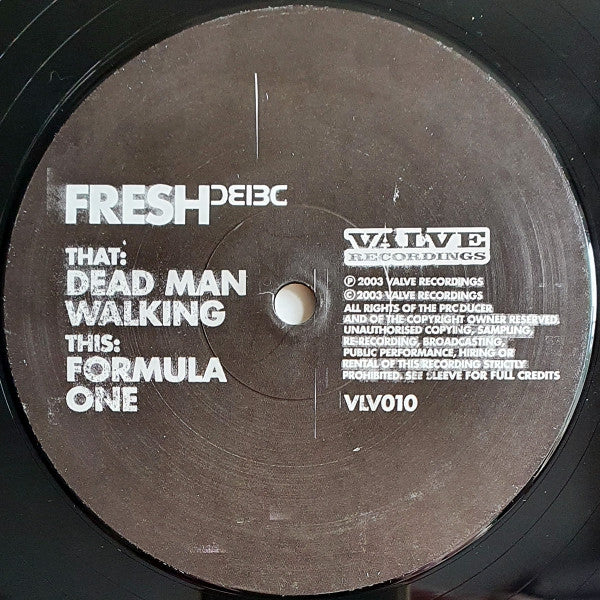 FRESH
THAT:
DEAD MAN
WALKING
THIS:
FORMULA
ONE
VALVE
RECORDINGS
℗ 2003 VALVE RECORDINGS
© 2003 VALVE RECORDINGS
ALL RIGHTS OF THE PRODUCER
AND OF THE COPYRIGHT OWNER RESERVED.
UNAUTHORISED COPYING, SAMPLING,
RE-RECORDING, BROADCASTING,
PUBLIC PERFORMANCE, HIRING OR
RENTAL OF THIS RECORDING STRICTLY
PROHIBITED. SEE SLEEVE FOR FULL CREDITS
VLV010